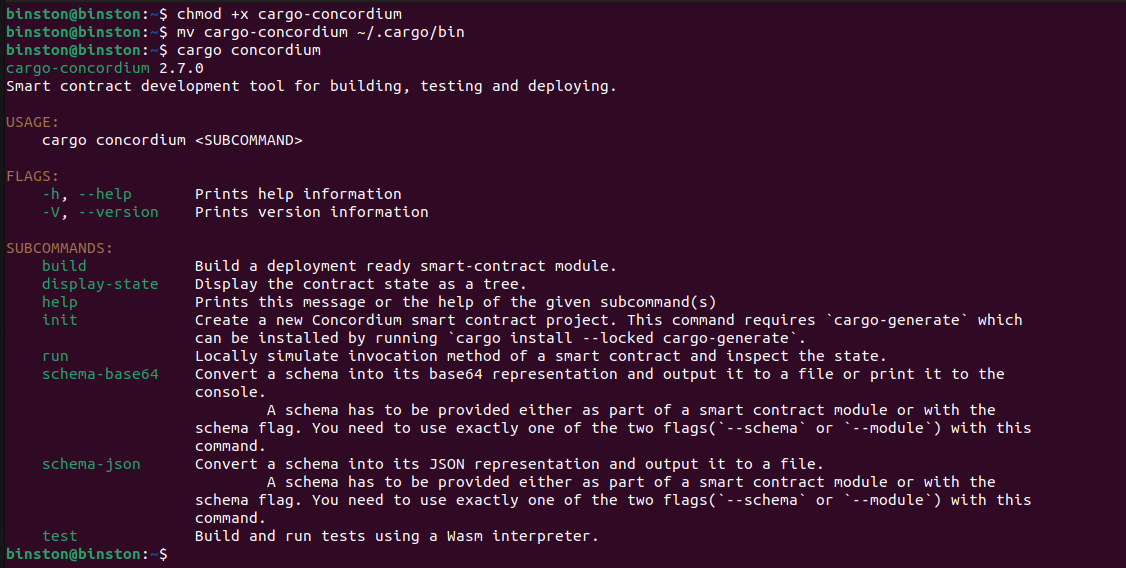 binston@binston:~$ chmod +x cargo-concordium
binston@binston:~$ mv cargo-concordium ~/.cargo/bin
binston@binston:~$ cargo concordium
cargo-concordium 2.7.0
Smart contract development tool for building, testing and deploying.

USAGE:
    cargo concordium <SUBCOMMAND>

FLAGS:
    -h, --help       Prints help information
    -V, --version    Prints version information

SUBCOMMANDS:
    build            Build a deployment ready smart-contract module.
    display-state    Display the contract state as a tree.
    help             Prints this message or the help of the given subcommand(s)
    init             Create a new Concordium smart contract project. This command requires `cargo-generate` which
                     can be installed by running `cargo install --locked cargo-generate`.
    run              Locally simulate invocation method of a smart contract and inspect the state.
    schema-base64    Convert a schema into its base64 representation and output it to a file or print it to the
                     console.
                             A schema has to be provided either as part of a smart contract module or with the
                     schema flag. You need to use exactly one of the two flags(`--schema` or `--module`) with this
                     command.
    schema-json      Convert a schema into its JSON representation and output it to a file.
                             A schema has to be provided either as part of a smart contract module or with the
                     schema flag. You need to use exactly one of the two flags(`--schema` or `--module`) with this
                     command.
    test             Build and run tests using a Wasm interpreter.
binston@binston:~$